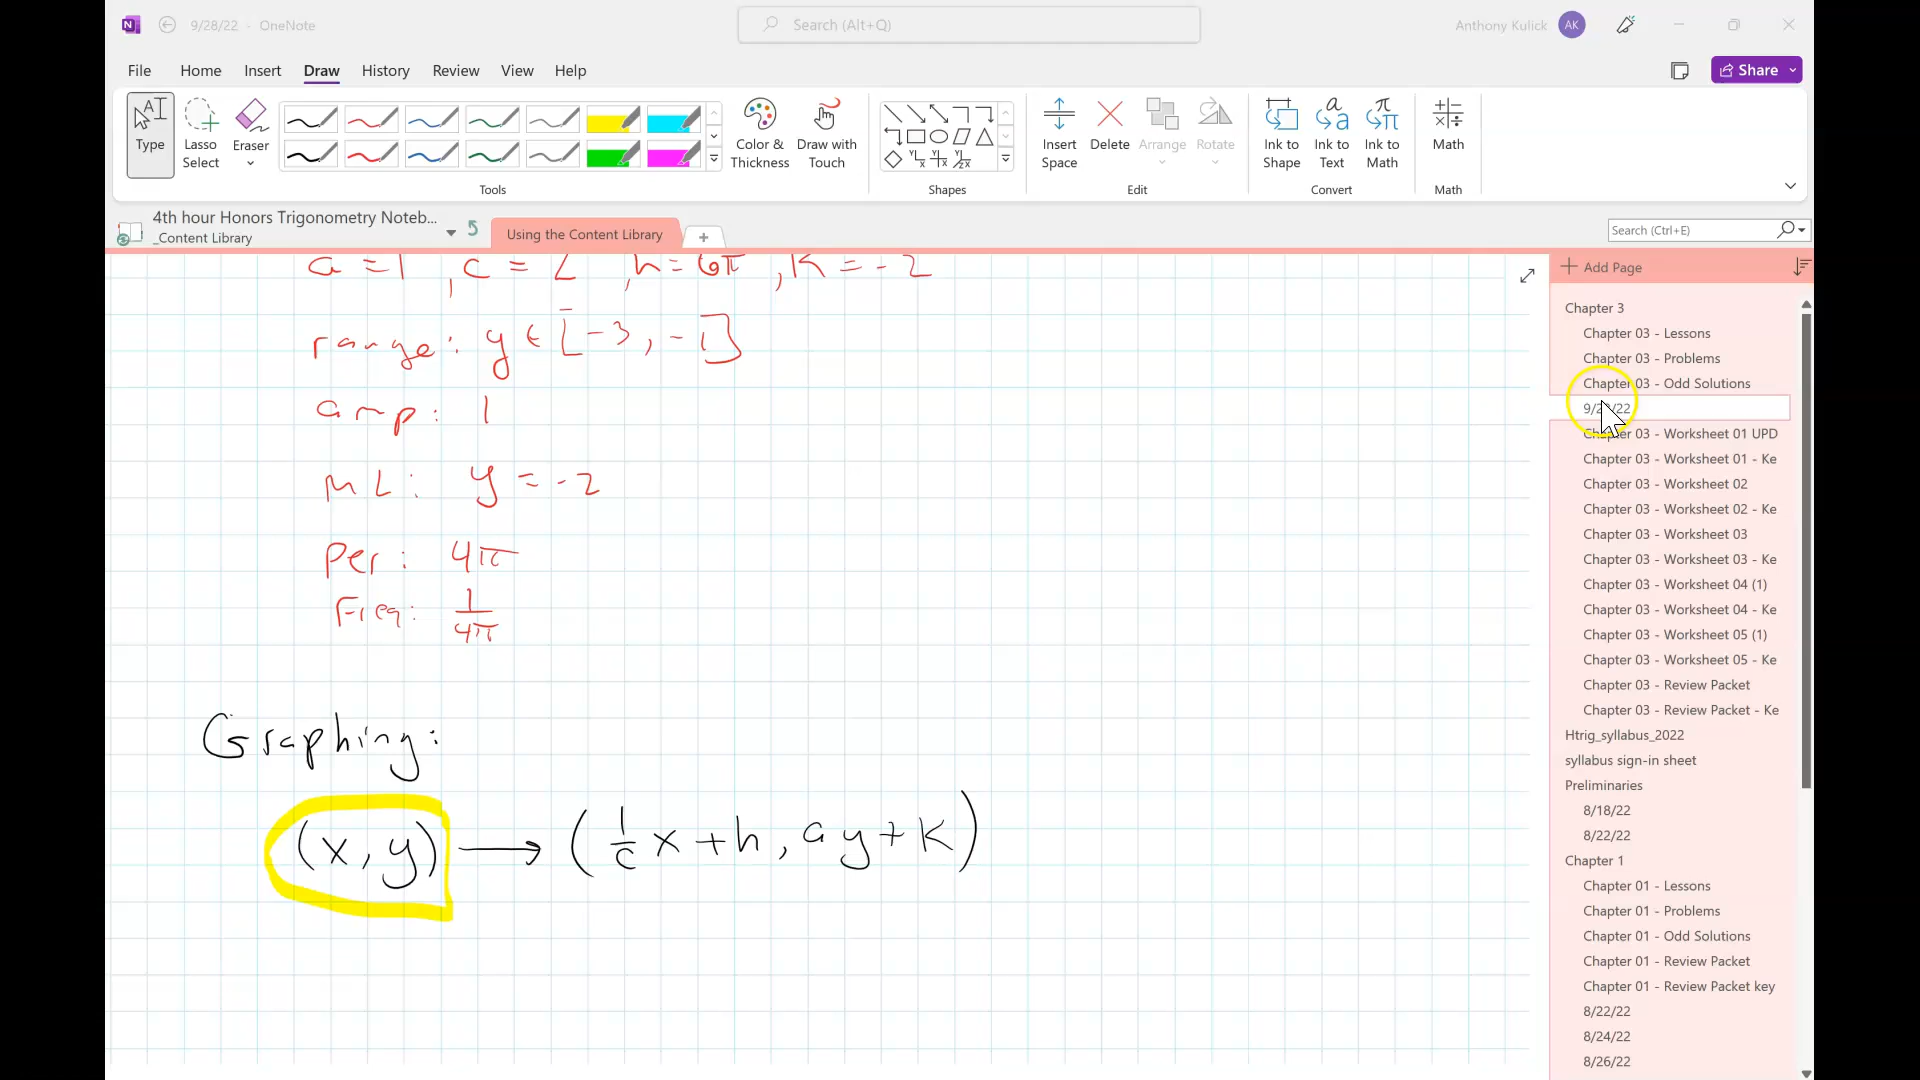 9/28/22 - OneNote
Search (Alt+Q)
Anthony Kulick AK
File Home Insert Draw History Review View Help
Share
Type
Lasso Select
Eraser
Color & Thickness
Draw with Touch
Insert Space
Delete
Arrange
Rotate
Ink to Shape
Ink to Text
Ink to Math
Math
Tools Shapes Edit Convert Math
4th hour Honors Trigonometry Noteb...
_Content Library
Using the Content Library
Search (Ctrl+E)
range: y ∈ [-3, -1]
amp: 1
ML: y = -2
Per: 4π
Freq: 1/4π
Graphing:
(x, y) → (1/c x + h, ay + K)
Add Page
Chapter 3
Chapter 03 - Lessons
Chapter 03 - Problems
Chapter 03 - Odd Solutions
Chapter 03 - Worksheet 01 UPD
Chapter 03 - Worksheet 01 - Ke
Chapter 03 - Worksheet 02
Chapter 03 - Worksheet 02 - Ke
Chapter 03 - Worksheet 03
Chapter 03 - Worksheet 03 - Ke
Chapter 03 - Worksheet 04 (1)
Chapter 03 - Worksheet 04 - Ke
Chapter 03 - Worksheet 05 (1)
Chapter 03 - Worksheet 05 - Ke
Chapter 03 - Review Packet
Chapter 03 - Review Packet - Ke
Htrig_syllabus_2022
syllabus sign-in sheet
Preliminaries
8/18/22
8/22/22
Chapter 1
Chapter 01 - Lessons
Chapter 01 - Problems
Chapter 01 - Odd Solutions
Chapter 01 - Review Packet
Chapter 01 - Review Packet key
8/22/22
8/24/22
8/26/22